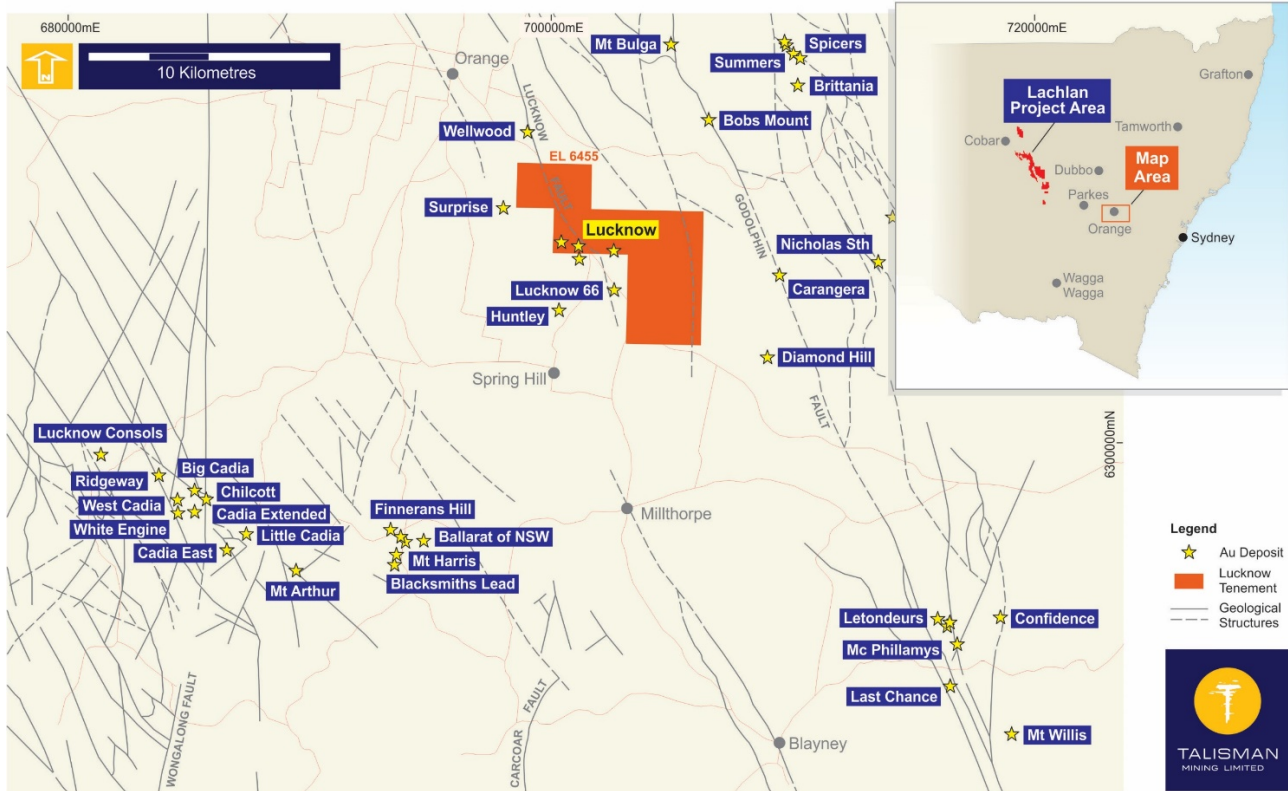 680000mE
700000mE
720000mE
N
10 Kilometres
Orange
Mt Bulga
Spicers
Summers
Brittania
Bobs Mount
Wellwood
LUCKNOW
FAULT
EL 6455
Surprise
Lucknow
GODOLPHIN
FAULT
Nicholas Sth
Carangera
Lucknow 66
Huntley
Diamond Hill
Spring Hill
6300000mN
Lucknow Consols
Big Cadia
Ridgeway
Chilcott
West Cadia
Cadia Extended
White Engine
Little Cadia
Cadia East
Mt Arthur
Finnerans Hill
Ballarat of NSW
Mt Harris
Blacksmiths Lead
Millthorpe
Letondeurs
Confidence
Mc Phillamys
Last Chance
Mt Willis
Blayney
WONGALONG FAULT
CARCOAR
FAULT
Grafton
Lachlan
Project Area
Cobar
Tamworth
Map
Area
Dubbo
Parkes
Orange
Sydney
Wagga
Wagga
Legend
Au Deposit
Lucknow
Tenement
Geological
Structures
TALISMAN
MINING LIMITED